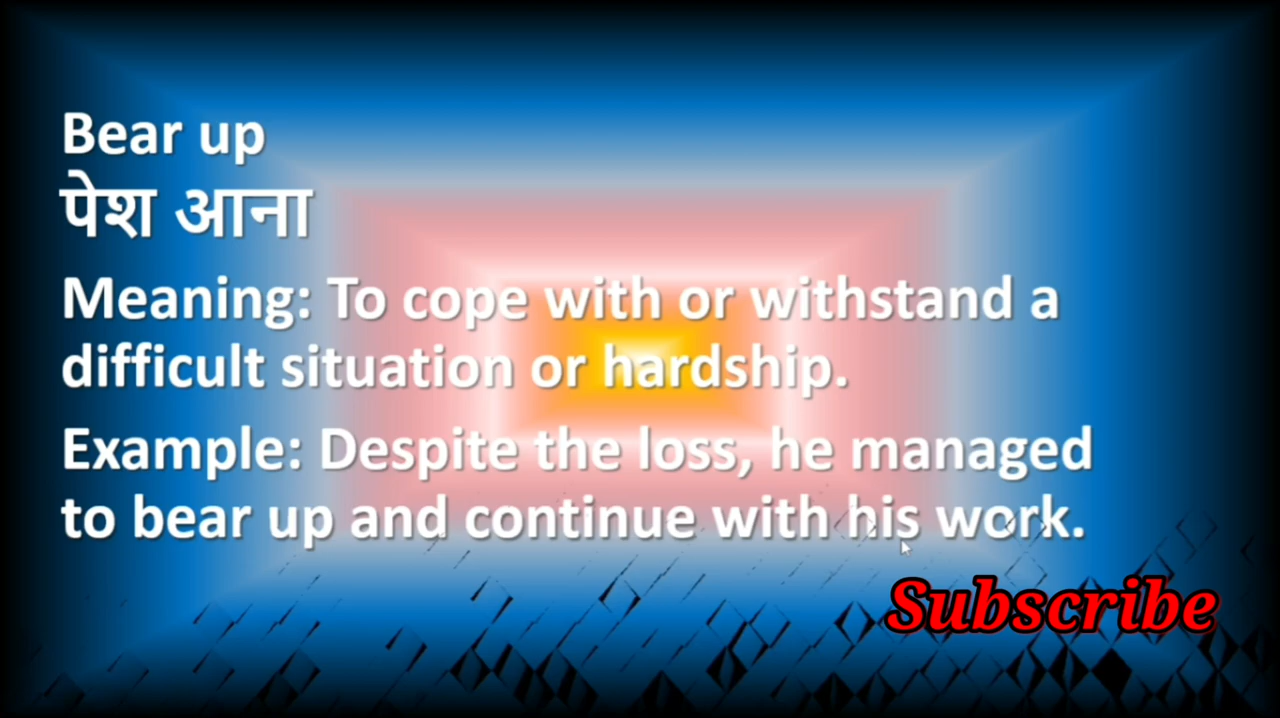 Bear up
पेश आना
Meaning: To cope with or withstand a
difficult situation or hardship.
Example: Despite the loss, he managed
to bear up and continue with his work.
Subscribe